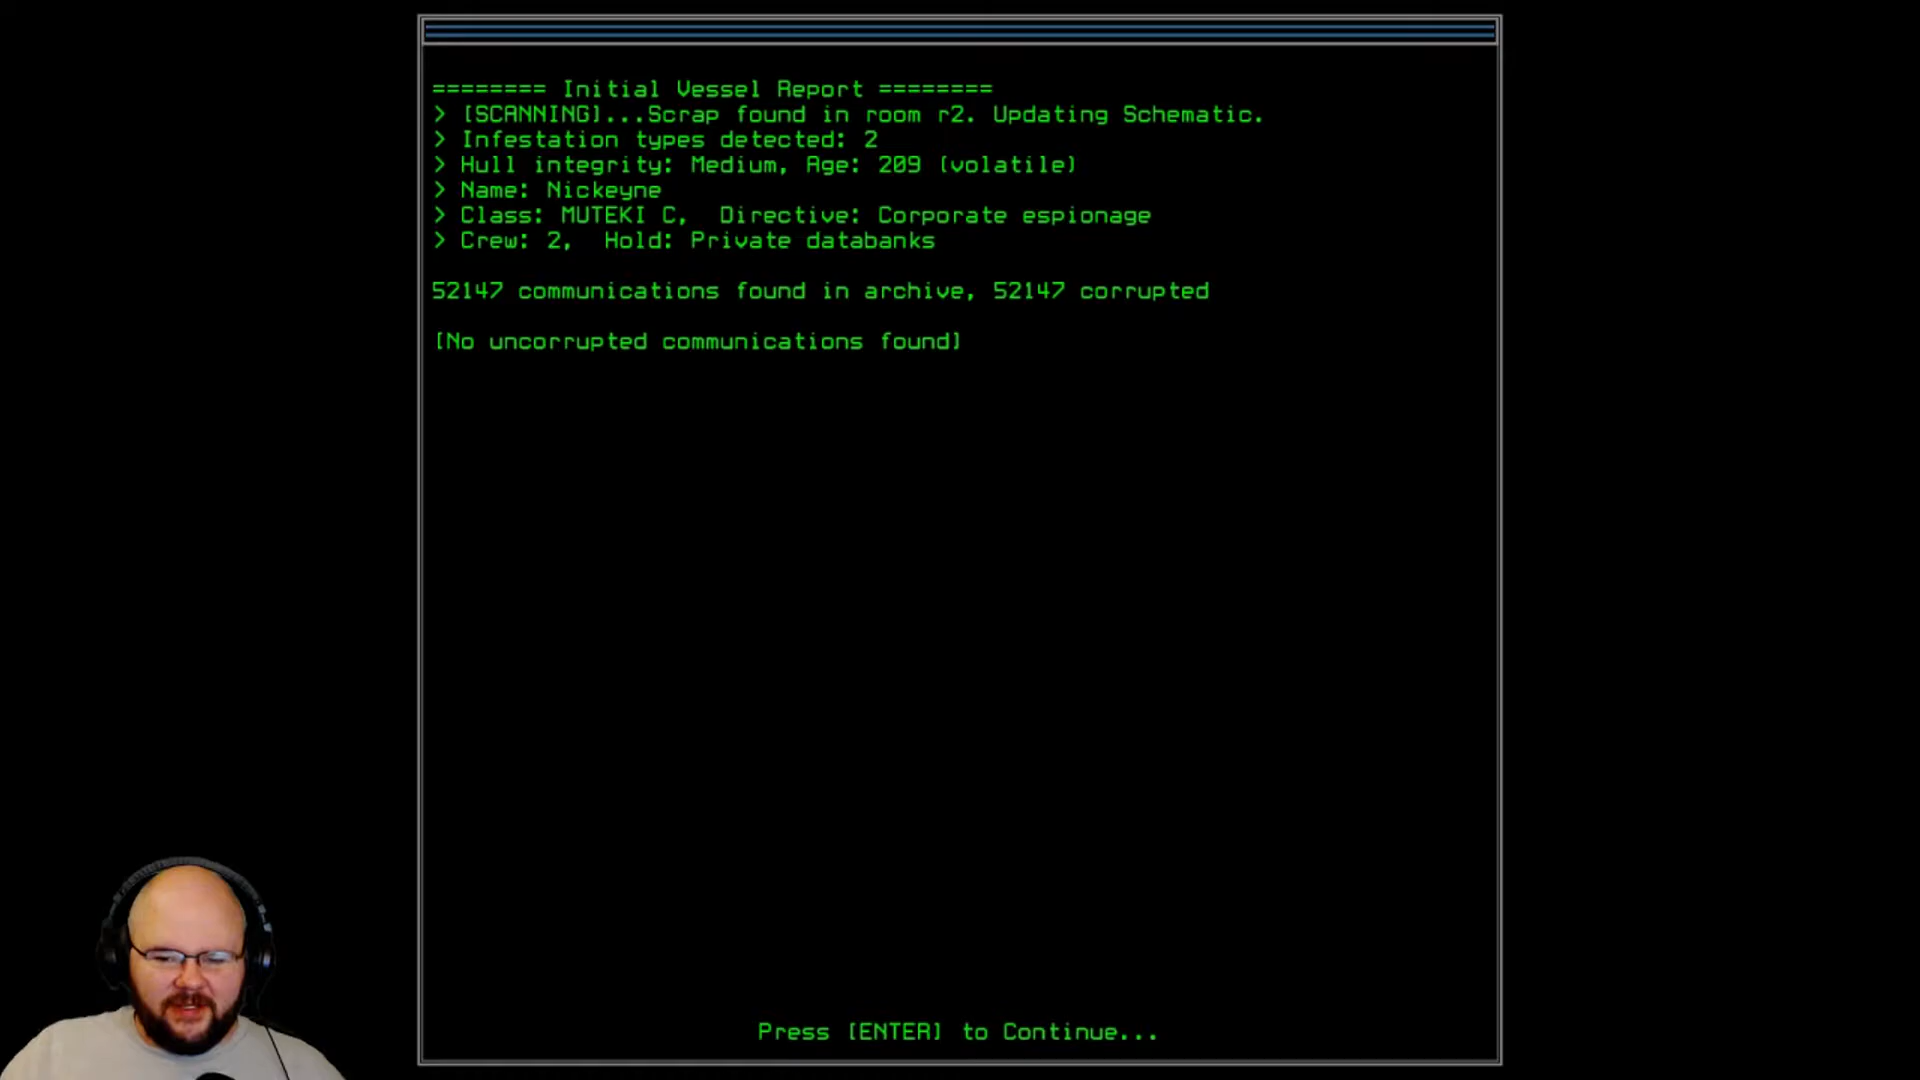 ======== Initial Vessel Report ========
> [SCANNING]...Scrap found in room r2. Updating Schematic.
> Infestation types detected: 2
> Hull integrity: Medium, Age: 209 (volatile)
> Name: Nickeyne
> Class: MUTEKI C,  Directive: Corporate espionage
> Crew: 2,  Hold: Private databanks
52147 communications found in archive, 52147 corrupted
[No uncorrupted communications found]
Press [ENTER] to Continue...